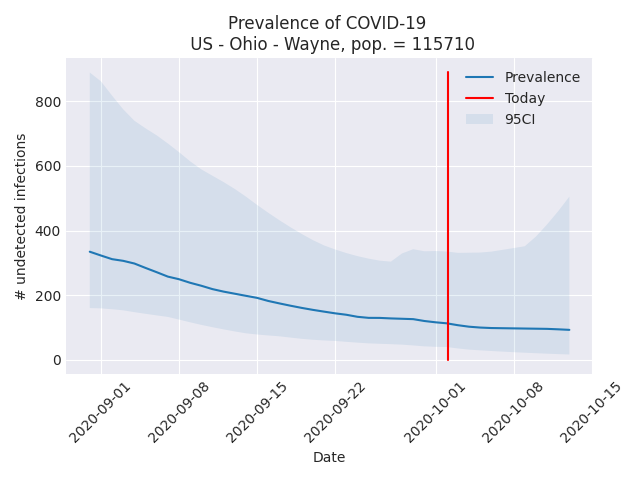 Prevalence of COVID-19
US - Ohio - Wayne, pop. = 115710
Prevalence
Today
95CI
# undetected infections
800
600
400
200
0
2020-09-01
2020-09-08
2020-09-15
2020-09-22
2020-10-01
2020-10-08
2020-10-15
Date